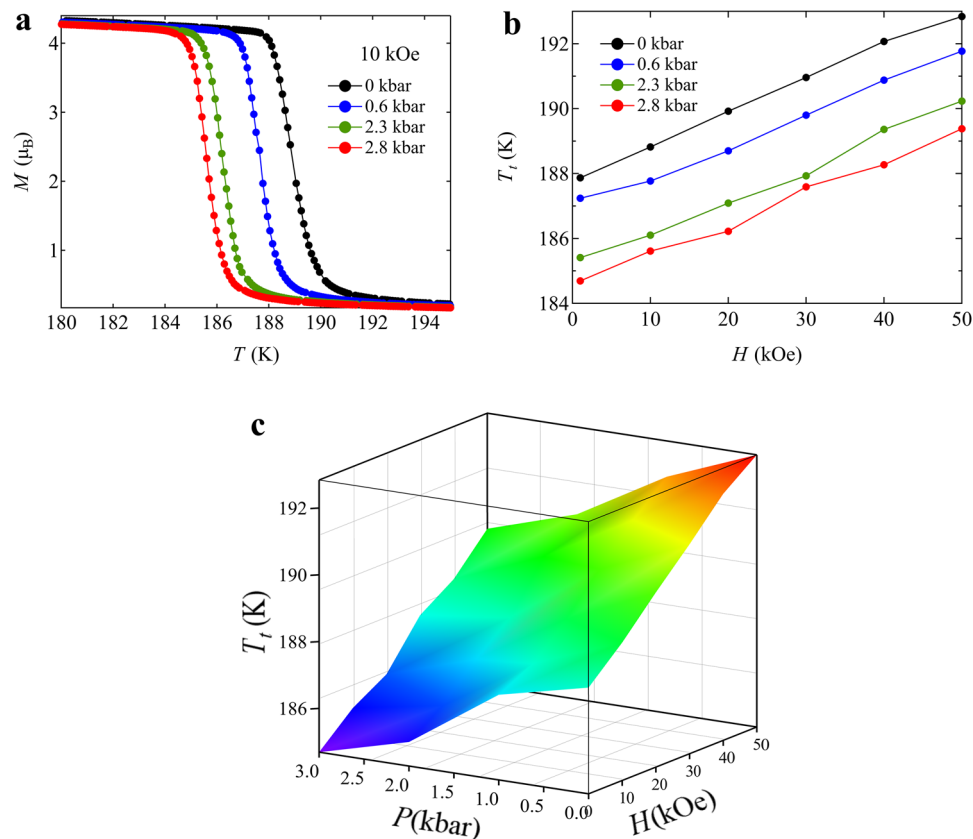 a
10 kOe
0 kbar
0.6 kbar
2.3 kbar
2.8 kbar
M (μB)
4
3
2
1
180 182 184 186 188 190 192 194
T (K)
b
0 kbar
0.6 kbar
2.3 kbar
2.8 kbar
Tt (K)
192
190
188
186
184
0 10 20 30 40 50
H (kOe)
c
Tt (K)
192
190
188
186
3.0 2.5 2.0 1.5 1.0 0.5 0.0
P(kbar)
0 10 20 30 40 50
H(kOe)